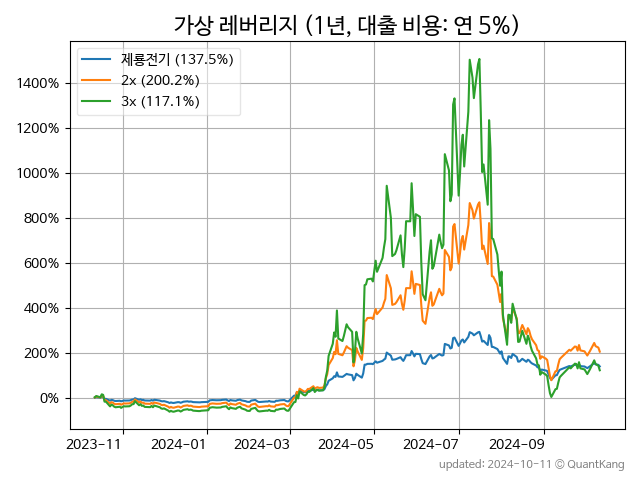 가상 레버리지 (1년, 대출 비용: 연 5%)
제룡전기 (137.5%)
2x (200.2%)
3x (117.1%)
1400%
1200%
1000%
800%
600%
400%
200%
0%
2023-11 2024-01 2024-03 2024-05 2024-07 2024-09
updated: 2024-10-11 © QuantKang